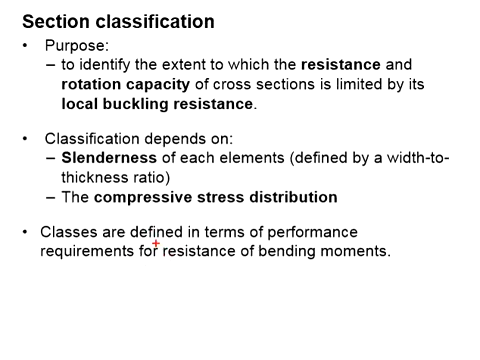 Section classification
• Purpose:
– to identify the extent to which the resistance and
rotation capacity of cross sections is limited by its
local buckling resistance.
• Classification depends on:
– Slenderness of each elements (defined by a width-to-
thickness ratio)
– The compressive stress distribution
• Classes are defined in terms of performance
requirements for resistance of bending moments.